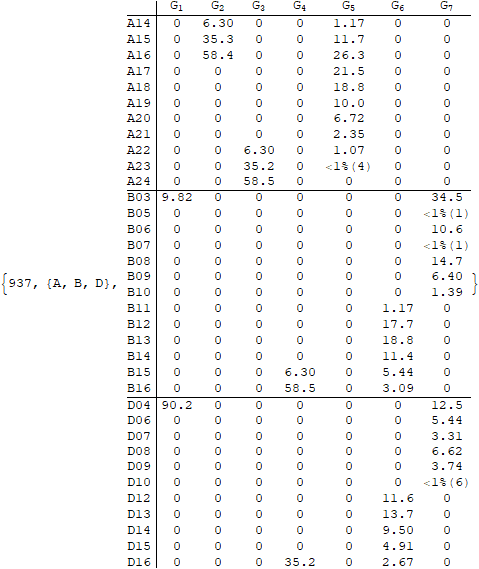 G1 G2 G3 G4 G5 G6 G7
A14 0 6.30 0 0 1.17 0 0
A15 0 35.3 0 0 11.7 0 0
A16 0 58.4 0 0 26.3 0 0
A17 0 0 0 0 21.5 0 0
A18 0 0 0 0 18.8 0 0
A19 0 0 0 0 10.0 0 0
A20 0 0 0 0 6.72 0 0
A21 0 0 0 0 2.35 0 0
A22 0 0 6.30 0 1.07 0 0
A23 0 0 35.2 0 <1%(4) 0 0
A24 0 0 58.5 0 0 0 0
B03 9.82 0 0 0 0 0 34.5
B05 0 0 0 0 0 0 <1%(1)
B06 0 0 0 0 0 0 10.6
B07 0 0 0 0 0 0 <1%(1)
B08 0 0 0 0 0 0 14.7
{937, {A, B, D}, B09 0 0 0 0 0 0 6.40 }
B10 0 0 0 0 0 0 1.39
B11 0 0 0 0 0 1.17 0
B12 0 0 0 0 0 17.7 0
B13 0 0 0 0 0 18.8 0
B14 0 0 0 0 0 11.4 0
B15 0 0 0 6.30 0 5.44 0
B16 0 0 0 58.5 0 3.09 0
D04 90.2 0 0 0 0 0 12.5
D06 0 0 0 0 0 0 5.44
D07 0 0 0 0 0 0 3.31
D08 0 0 0 0 0 0 6.62
D09 0 0 0 0 0 0 3.74
D10 0 0 0 0 0 0 <1%(6)
D12 0 0 0 0 0 11.6 0
D13 0 0 0 0 0 13.7 0
D14 0 0 0 0 0 9.50 0
D15 0 0 0 0 0 4.91 0
D16 0 0 0 35.2 0 2.67 0